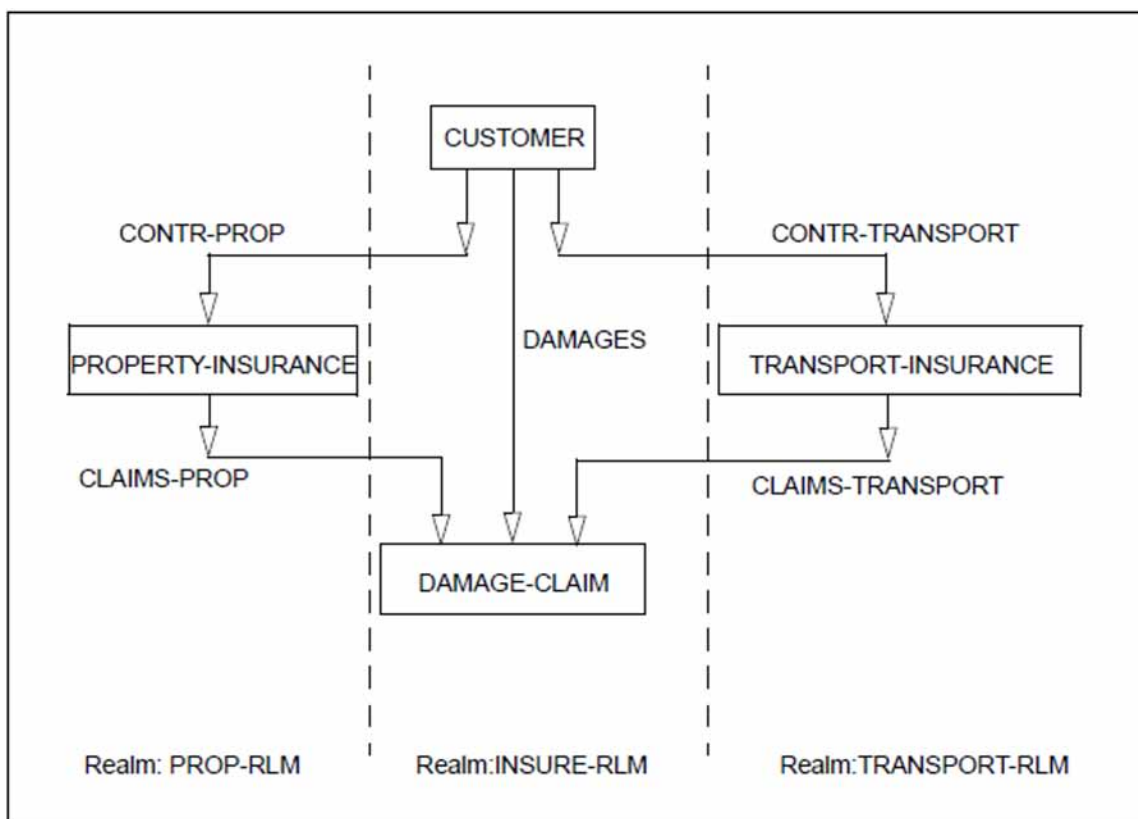 CUSTOMER
CONTR-PROP
CONTR-TRANSPORT
DAMAGES
PROPERTY-INSURANCE
TRANSPORT-INSURANCE
CLAIMS-PROP
CLAIMS-TRANSPORT
DAMAGE-CLAIM
Realm: PROP-RLM
Realm:INSURE-RLM
Realm:TRANSPORT-RLM